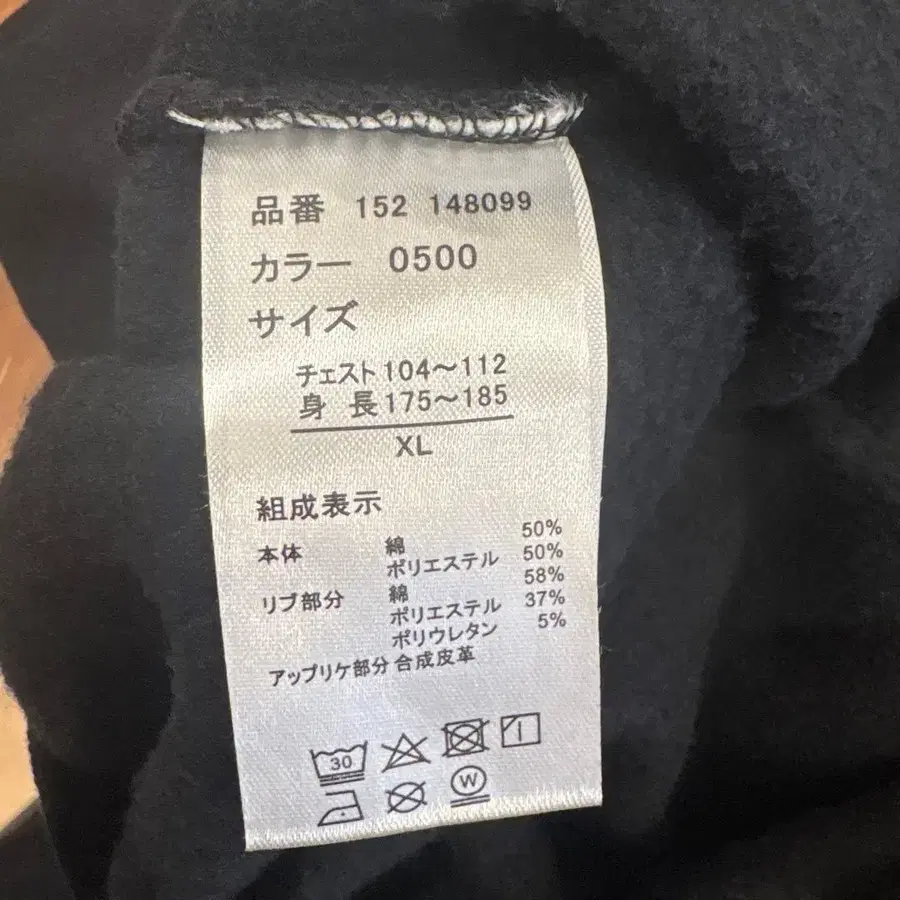 品番 152 148099
カラー 0500
サイズ
チェスト 104～112
身 長 175～185
XL
組成表示
本体 綿 50%
ポリエステル 50%
リブ部分 綿 58%
ポリエステル 37%
ポリウレタン 5%
アップリケ部分 合成皮革
30
W